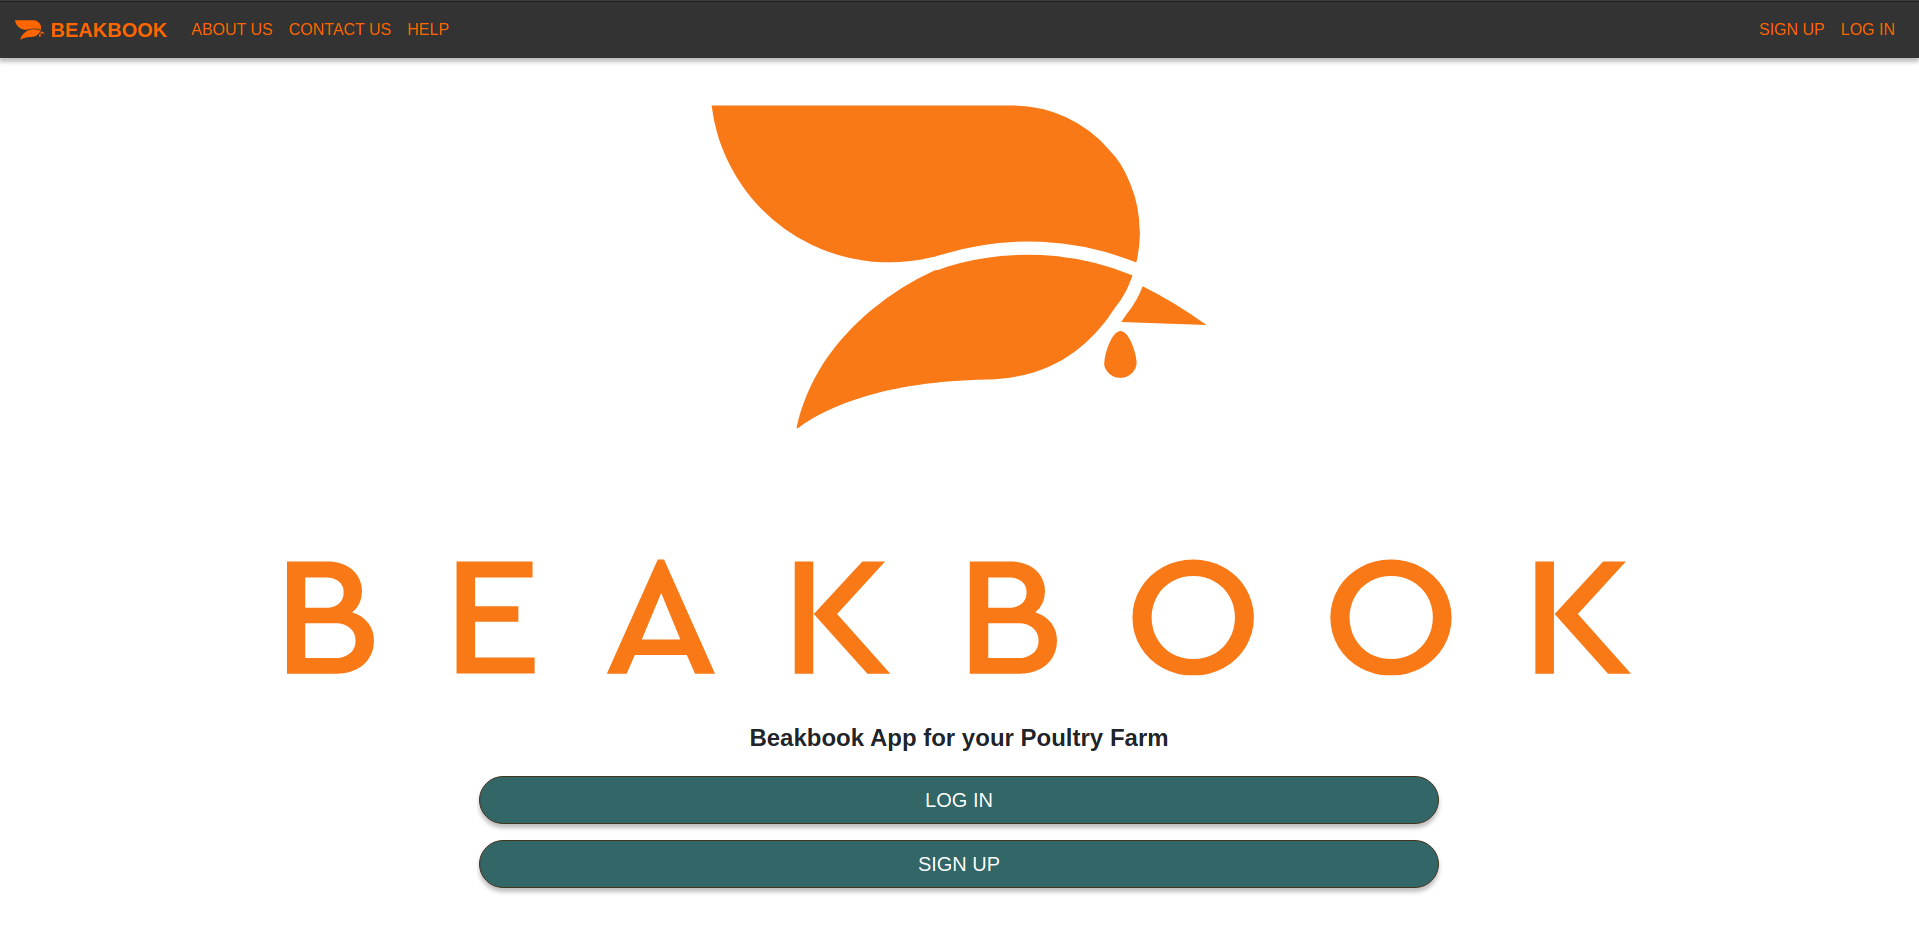 BEAKBOOK ABOUT US CONTACT US HELP SIGN UP LOG IN
BEAKBOOK
Beakbook App for your Poultry Farm
LOG IN
SIGN UP